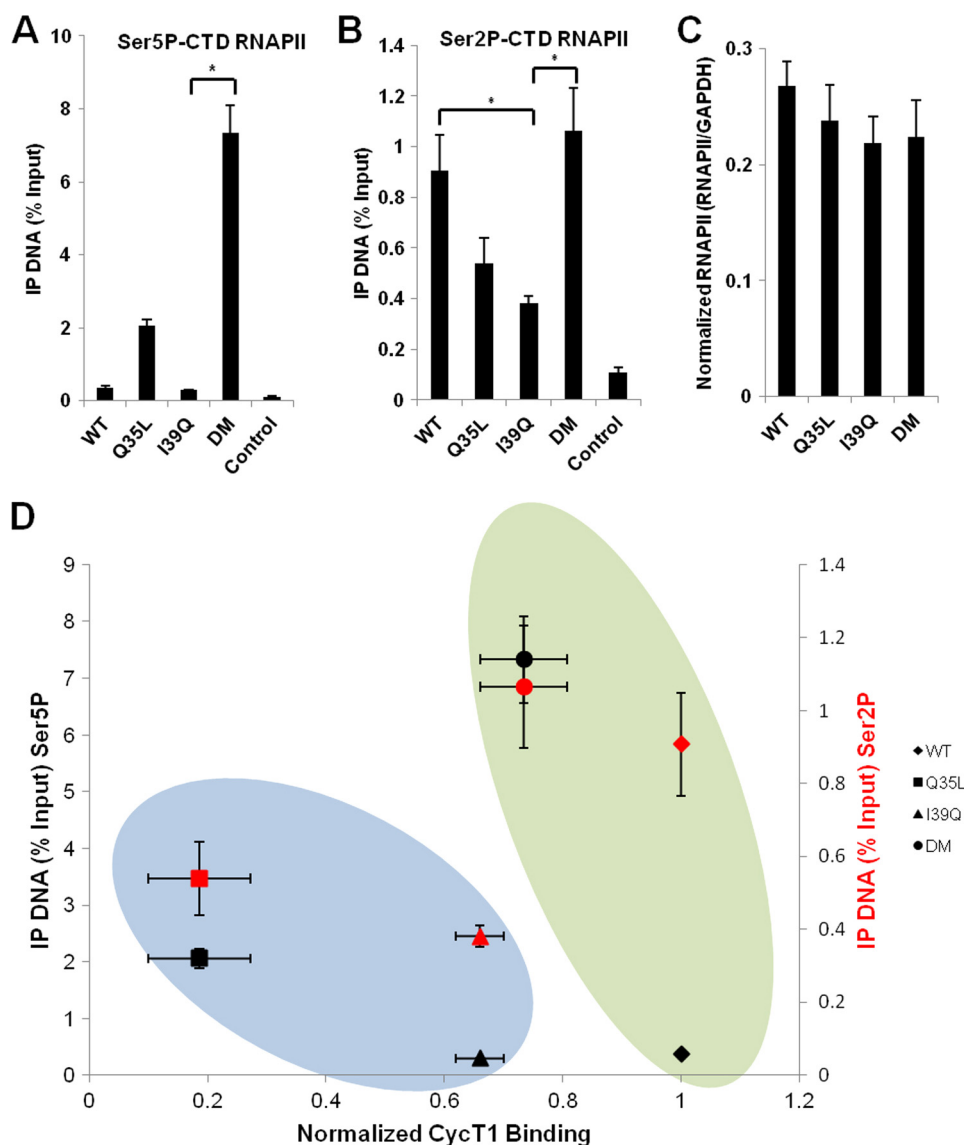 A
Ser5P-CTD RNAPII
*
IP DNA (% Input)
10
8
6
4
2
0
WT
Q35L
I39Q
DM
Control
B
Ser2P-CTD RNAPII
*
*
IP DNA (% Input)
1.4
1.2
1
0.8
0.6
0.4
0.2
0
WT
Q35L
I39Q
DM
Control
C
Normalized RNAPII (RNAPII/GAPDH)
0.3
0.2
0.1
0
WT
Q35L
I39Q
DM
D
IP DNA (% Input) Ser5P
9
8
7
6
5
4
3
2
1
0
0
0.2
0.4
0.6
0.8
1
1.2
Normalized CycT1 Binding
1.4
1.2
1
0.8
0.6
0.4
0.2
0
IP DNA (% Input) Ser2P
WT
Q35L
I39Q
DM